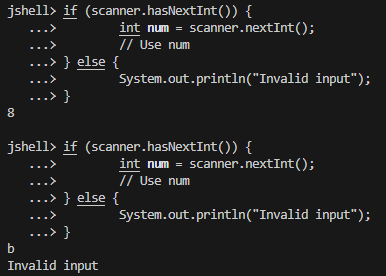 jshell> if (scanner.hasNextInt()) {
   ...>         int num = scanner.nextInt();
   ...>         // Use num
   ...> } else {
   ...>         System.out.println("Invalid input");
   ...> }
8
jshell> if (scanner.hasNextInt()) {
   ...>         int num = scanner.nextInt();
   ...>         // Use num
   ...> } else {
   ...>         System.out.println("Invalid input");
   ...> }
b
Invalid input